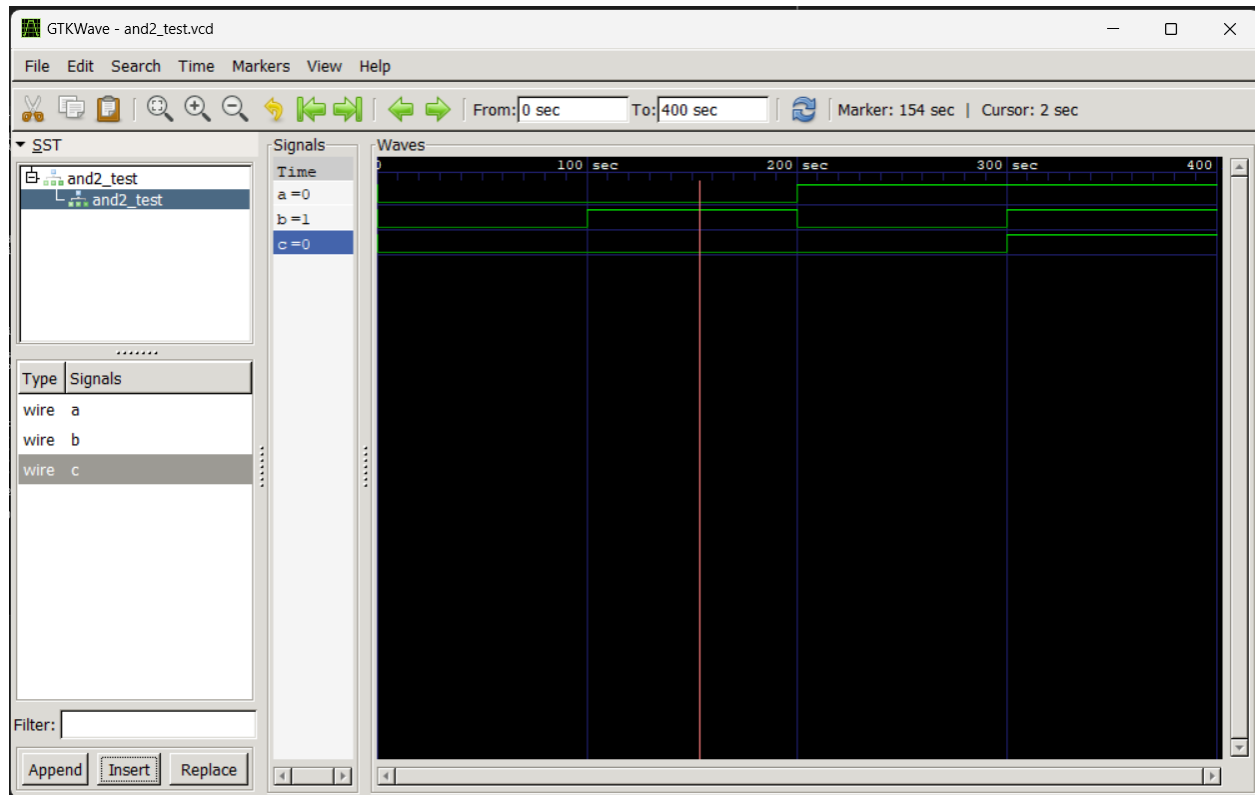 GTKWave - and2_test.vcd
File Edit Search Time Markers View Help
From: 0 sec To: 400 sec Marker: 154 sec | Cursor: 2 sec
SST
and2_test
and2_test
Type Signals
wire a
wire b
wire c
Filter:
Append Insert Replace
Signals
Time
a =0
b =1
c =0
Waves
0 100 sec 200 sec 300 sec 400